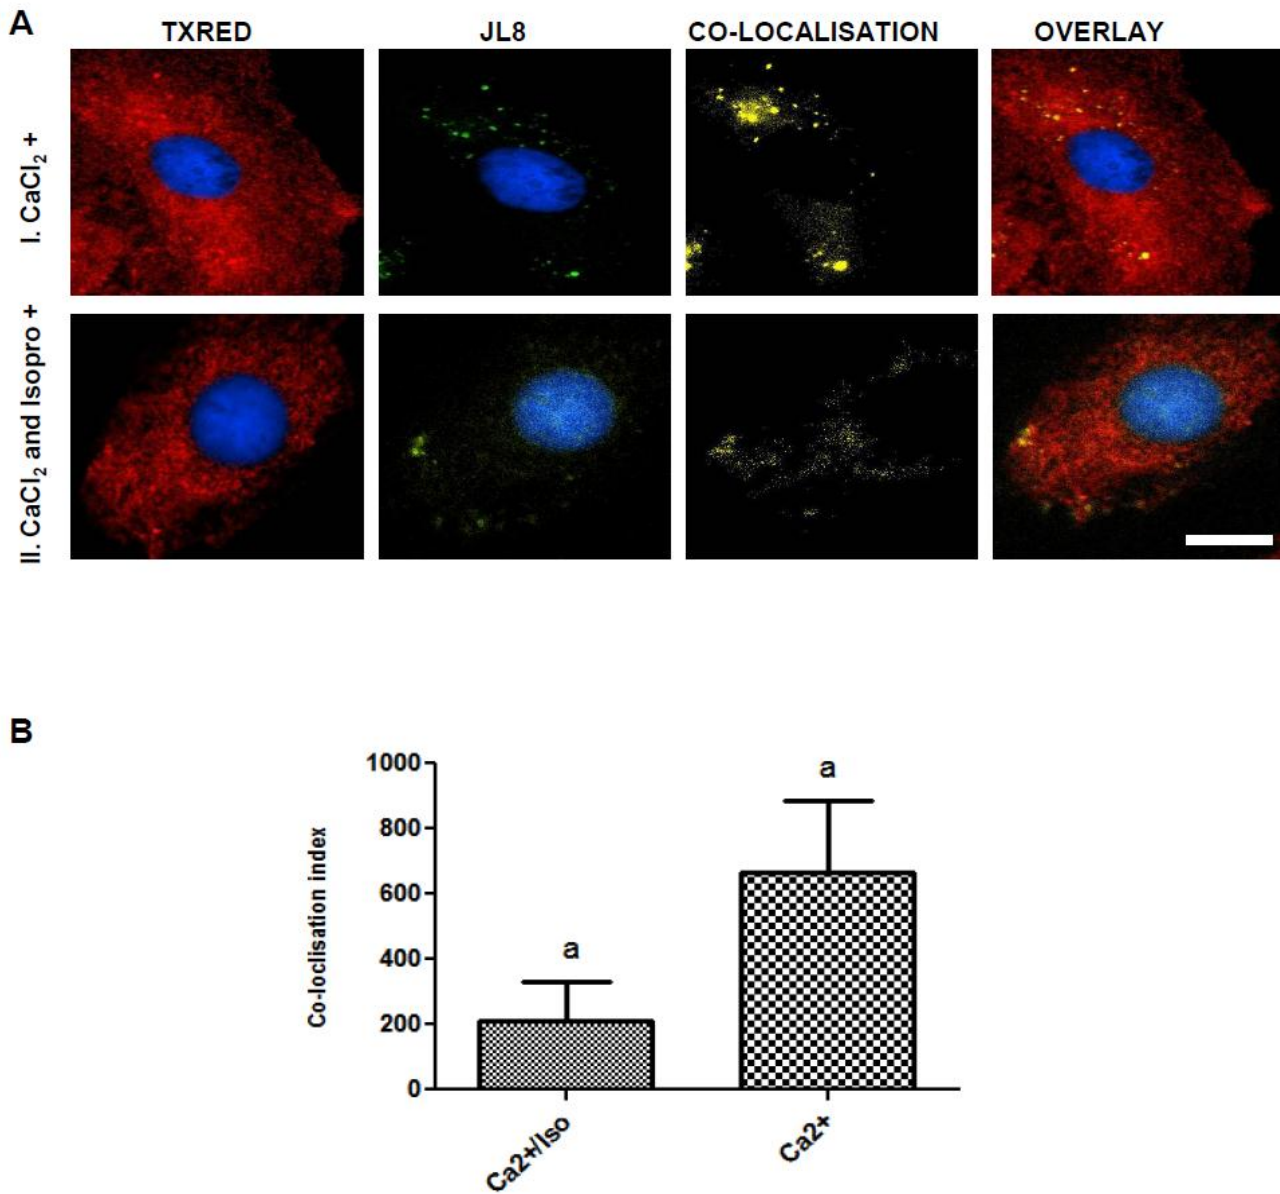 A
TXRED JL8 CO-LOCALISATION OVERLAY
I. CaCl₂ +
II. CaCl₂ and Isopro +
B
Co-loclisation index
1000
800
600
400
200
0
a
a
Ca2+/Iso
Ca2+